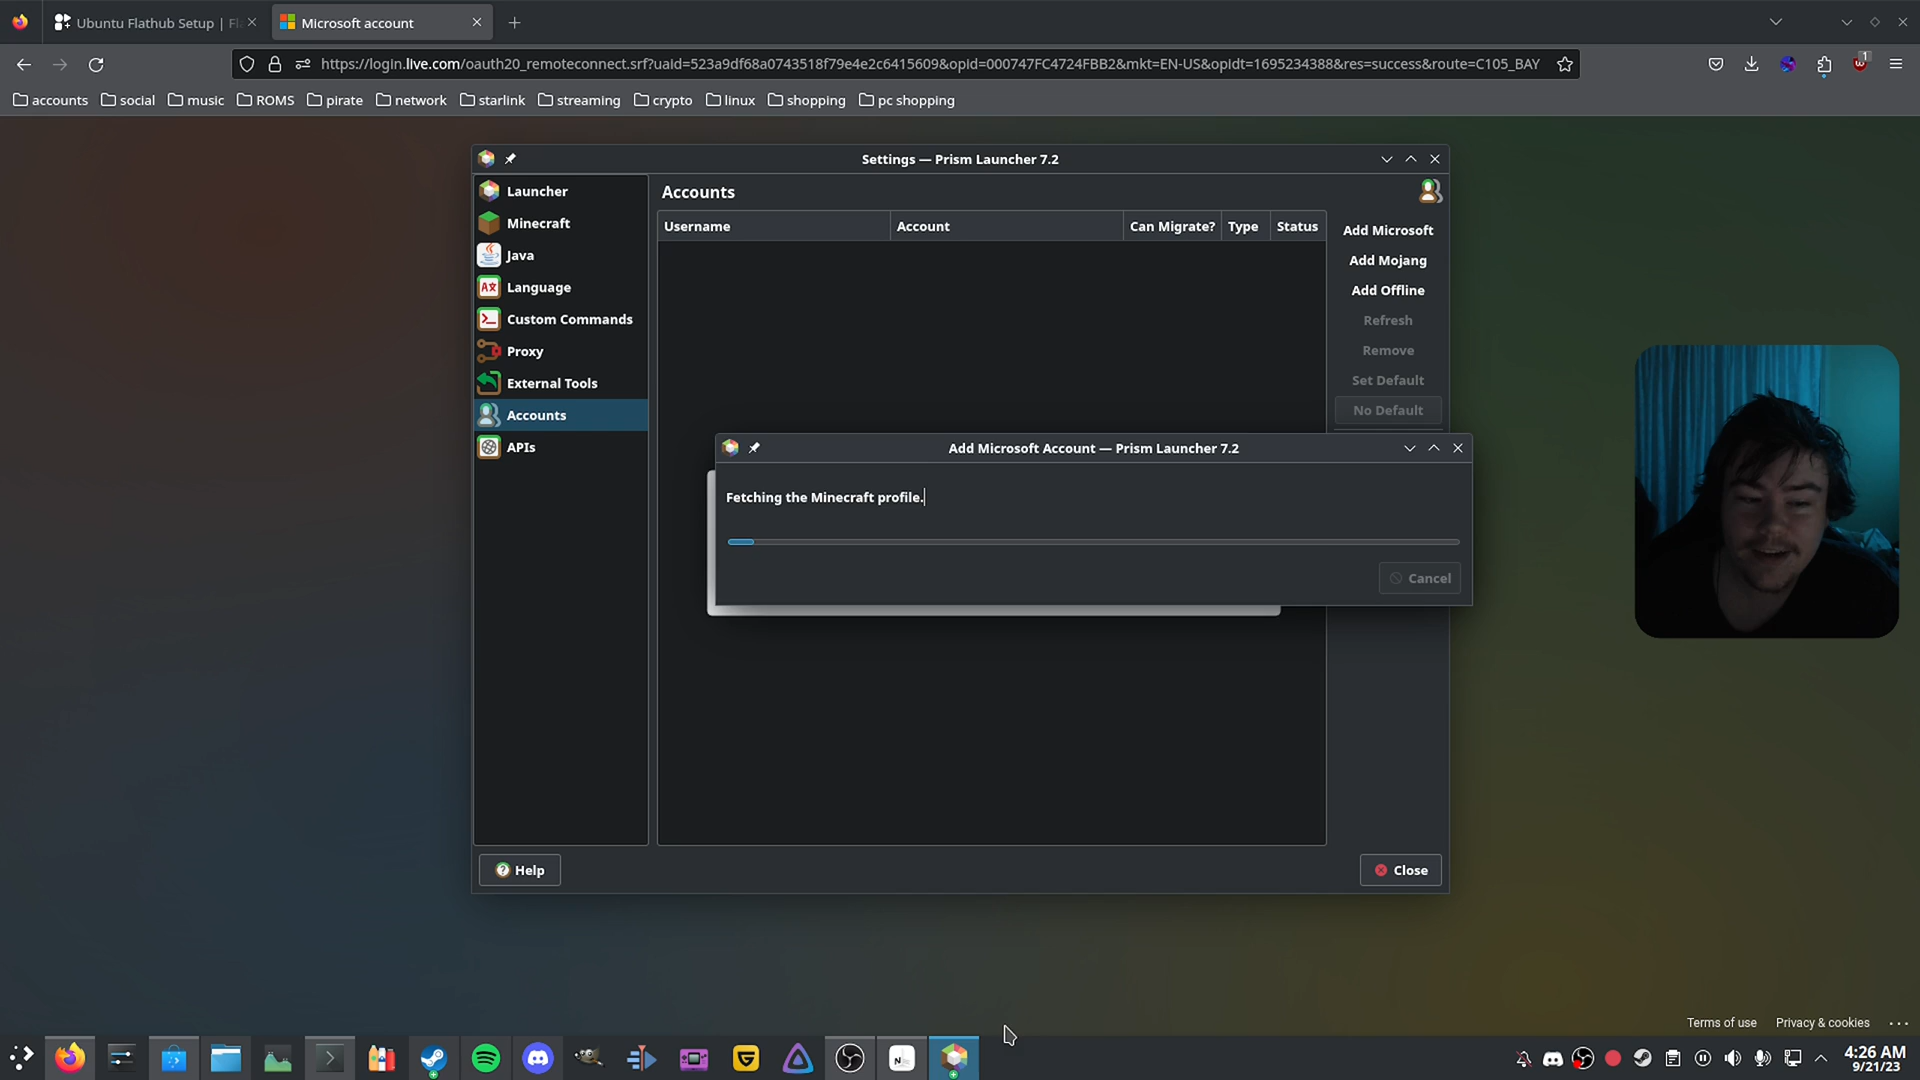 Ubuntu Flathub Setup | Fl
Microsoft account
https://login.live.com/oauth20_remoteconnect.srf?uaid=523a9df68a0743518f79e4e2c6415609&opid=000747FC4724FBB2&mkt=EN-US&opidt=1695234388&res=success&route=C105_BAY
1
accounts social music ROMS pirate network starlink streaming crypto linux shopping pc shopping
Settings — Prism Launcher 7.2
Launcher
Minecraft
Java
Language
Custom Commands
Proxy
External Tools
Accounts
APIs
Accounts
Username Account Can Migrate? Type Status
Add Microsoft
Add Mojang
Add Offline
Refresh
Remove
Set Default
No Default
Add Microsoft Account — Prism Launcher 7.2
Fetching the Minecraft profile.
Cancel
Help
Close
Terms of use Privacy & cookies ...
4:26 AM
9/21/23